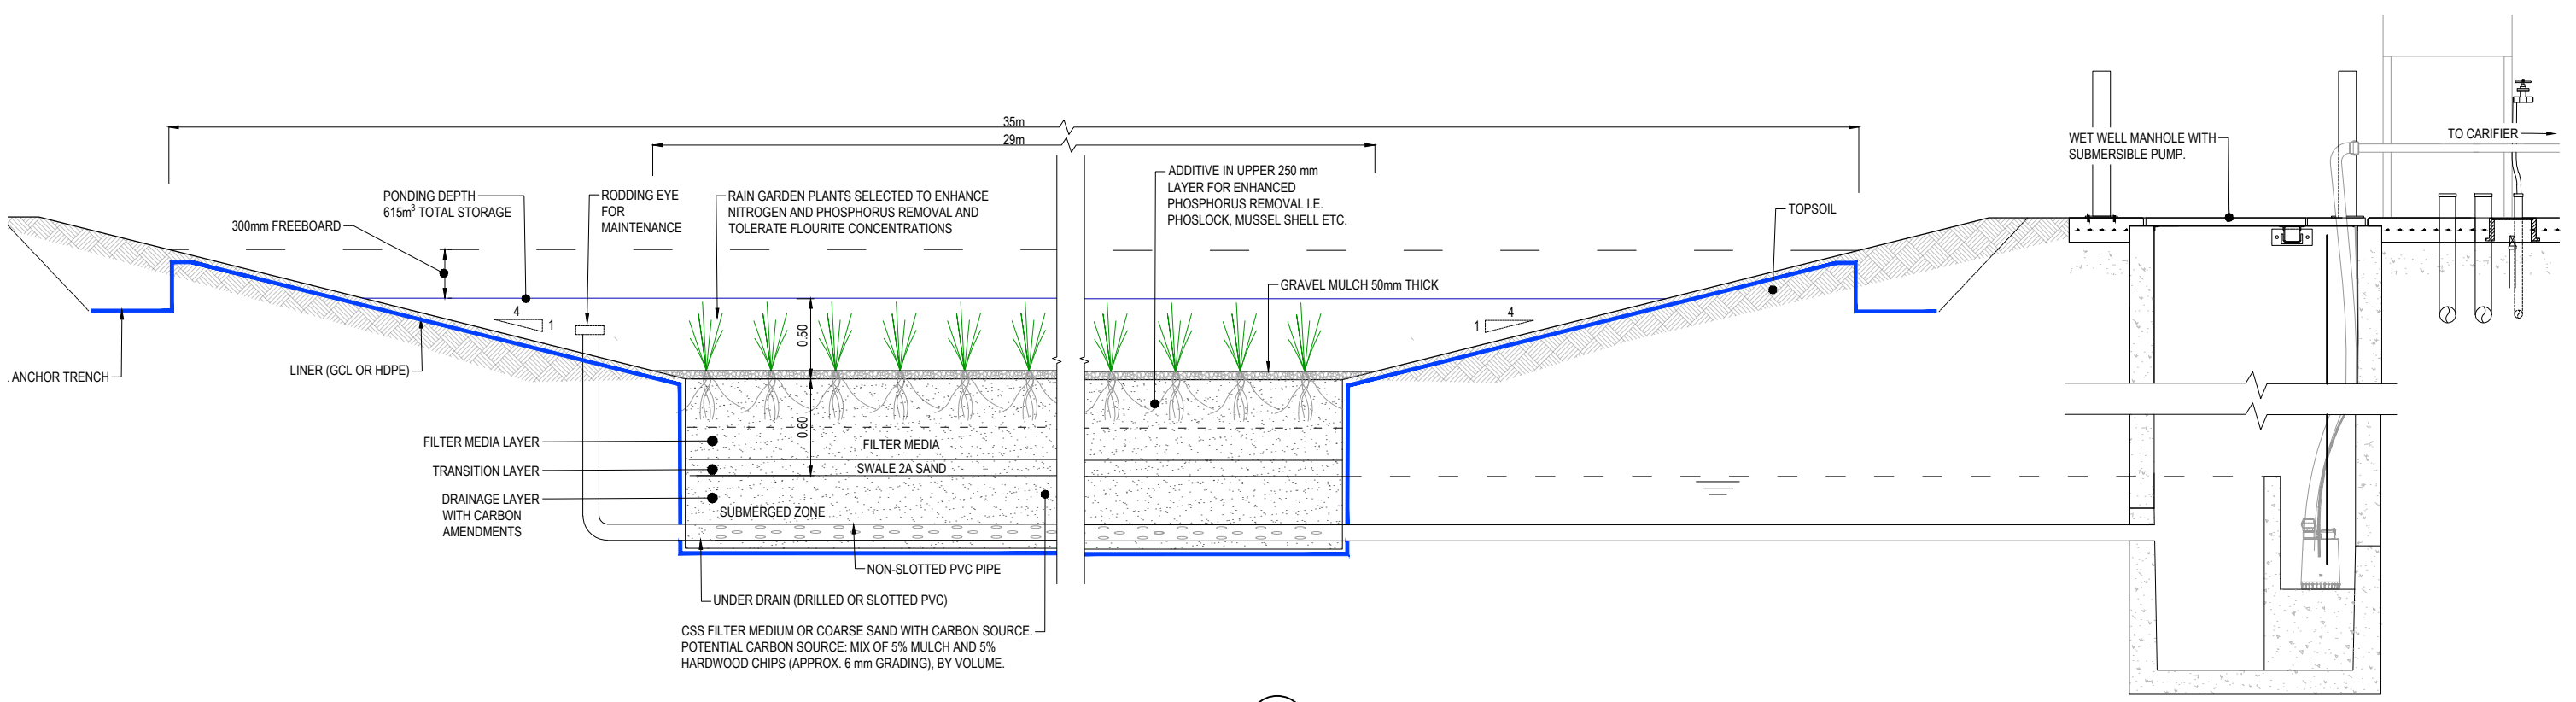 35m
29m
WET WELL MANHOLE WITH
SUBMERSIBLE PUMP.
TO CARIFIER
PONDING DEPTH
615m³ TOTAL STORAGE
300mm FREEBOARD
RODDING EYE
FOR
MAINTENANCE
RAIN GARDEN PLANTS SELECTED TO ENHANCE
NITROGEN AND PHOSPHORUS REMOVAL AND
TOLERATE FLOURITE CONCENTRATIONS
ADDITIVE IN UPPER 250 mm
LAYER FOR ENHANCED
PHOSPHORUS REMOVAL I.E.
PHOSLOCK, MUSSEL SHELL ETC.
TOPSOIL
GRAVEL MULCH 50mm THICK
4
1
0.50
4
1
ANCHOR TRENCH
LINER (GCL OR HDPE)
0.60
FILTER MEDIA LAYER
FILTER MEDIA
TRANSITION LAYER
SWALE 2A SAND
DRAINAGE LAYER
WITH CARBON
AMENDMENTS
SUBMERGED ZONE
NON-SLOTTED PVC PIPE
UNDER DRAIN (DRILLED OR SLOTTED PVC)
CSS FILTER MEDIUM OR COARSE SAND WITH CARBON SOURCE.
POTENTIAL CARBON SOURCE: MIX OF 5% MULCH AND 5%
HARDWOOD CHIPS (APPROX. 6 mm GRADING), BY VOLUME.